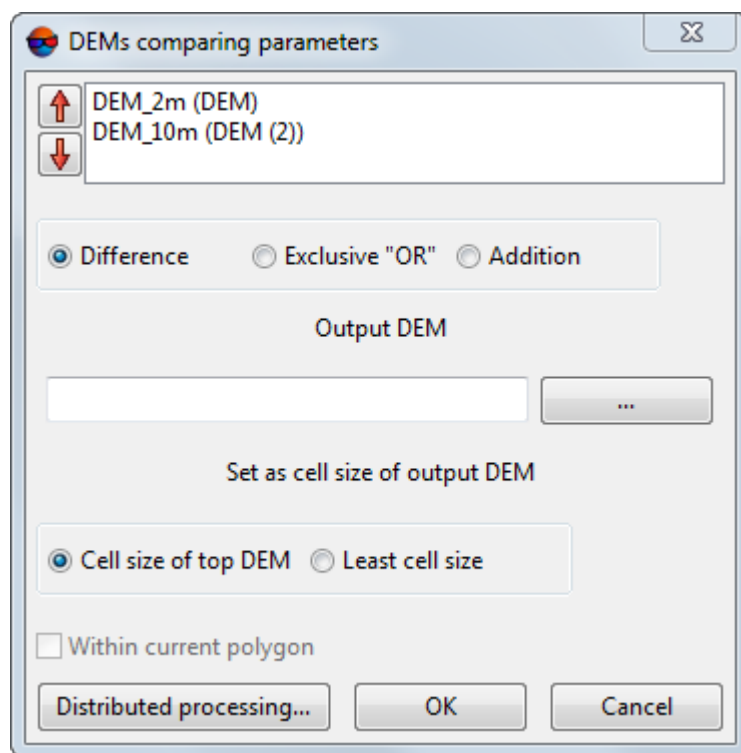 DEMs comparing parameters
DEM_2m (DEM)
DEM_10m (DEM (2))
Difference Exclusive "OR" Addition
Output DEM
...
Set as cell size of output DEM
Cell size of top DEM Least cell size
Within current polygon
Distributed processing... OK Cancel